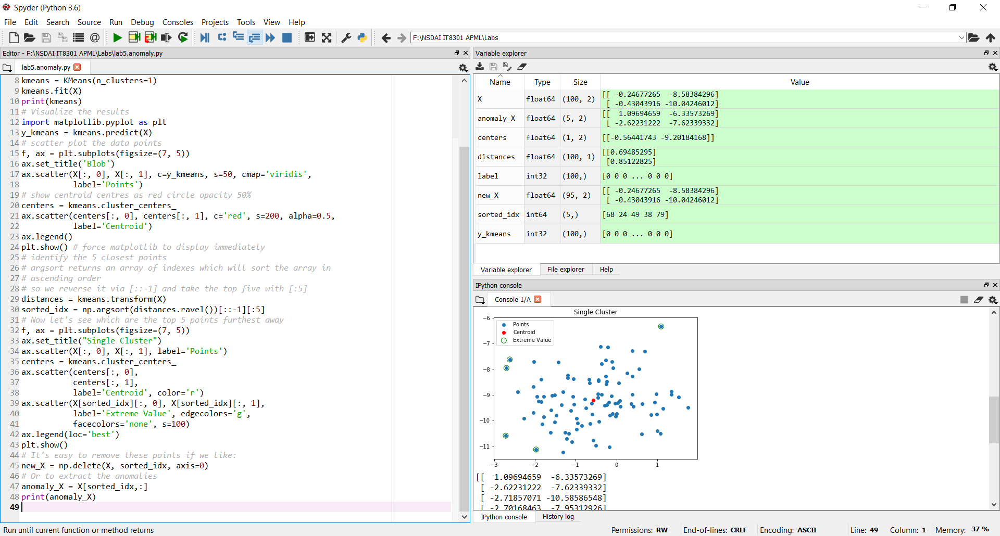 Spyder (Python 3.6)
File Edit Search Source Run Debug Consoles Projects Tools View Help
F:\NSDAI IT8301 APML\Labs
Editor - F:\NSDAI IT8301 APML\Labs\lab5.anomaly.py
lab5.anomaly.py
8 kmeans = KMeans(n_clusters=1)
9 kmeans.fit(X)
10 print(kmeans)
11 # Visualize the results
12 import matplotlib.pyplot as plt
13 y_kmeans = kmeans.predict(X)
14 # scatter plot the data points
15 f, ax = plt.subplots(figsize=(7, 5))
16 ax.set_title('Blob')
17 ax.scatter(X[:, 0], X[:, 1], c=y_kmeans, s=50, cmap='viridis',
18 label='Points')
19 # show centroid centres as red circle opacity 50%
20 centers = kmeans.cluster_centers_
21 ax.scatter(centers[:, 0], centers[:, 1], c='red', s=200, alpha=0.5,
22 label='Centroid')
23 ax.legend()
24 plt.show() # force matplotlib to display immediately
25 # identify the 5 closest points
26 # argsort returns an array of indexes which will sort the array in
27 # ascending order
28 # so we reverse it via [::-1] and take the top five with [:5]
29 distances = kmeans.transform(X)
30 sorted_idx = np.argsort(distances.ravel())[::-1][:5]
31 # Now let's see which are the top 5 points furthest away
32 f, ax = plt.subplots(figsize=(7, 5))
33 ax.set_title("Single Cluster")
34 ax.scatter(X[:, 0], X[:, 1], label='Points')
35 centers = kmeans.cluster_centers_
36 ax.scatter(centers[:, 0],
37 centers[:, 1],
38 label='Centroid', color='r')
39 ax.scatter(X[sorted_idx][:, 0], X[sorted_idx][:, 1],
40 label='Extreme Value', edgecolors='g',
41 facecolors='none', s=100)
42 ax.legend(loc='best')
43 plt.show()
44 # It's easy to remove these points if we like:
45 new_X = np.delete(X, sorted_idx, axis=0)
46 # Or to extract the anomalies
47 anomaly_X = X[sorted_idx,:]
48 print(anomaly_X)
49
Variable explorer
Name Type Size Value
X float64 (100, 2) [[ -0.24677265 -8.58384296]
[ -0.43043916 -10.04246012]
anomaly_X float64 (5, 2) [[ 1.09694659 -6.33573269]
[ -2.62231222 -7.62339332]
centers float64 (1, 2) [[-0.56441743 -9.20184168]]
distances float64 (100, 1) [[0.69485295]
[0.85122825]
label int32 (100,) [0 0 0 ... 0 0 0]
new_X float64 (95, 2) [[ -0.24677265 -8.58384296]
[ -0.43043916 -10.04246012]
sorted_idx int64 (5,) [68 24 49 38 79]
y_kmeans int32 (100,) [0 0 0 ... 0 0 0]
Variable explorer File explorer Help
IPython console
Console 1/A
Single Cluster
Points
Centroid
Extreme Value
−6
−7
−8
−9
−10
−11
−3 −2 −1 0 1
[[ 1.09694659 -6.33573269]
[ -2.62231222 -7.62339332]
[ -2.71857071 -10.58586548]
[ -2.70168463 -7.95312926]
IPython console History log
Run until current function or method returns
Permissions: RW End-of-lines: CRLF Encoding: ASCII Line: 49 Column: 1 Memory: 37 %